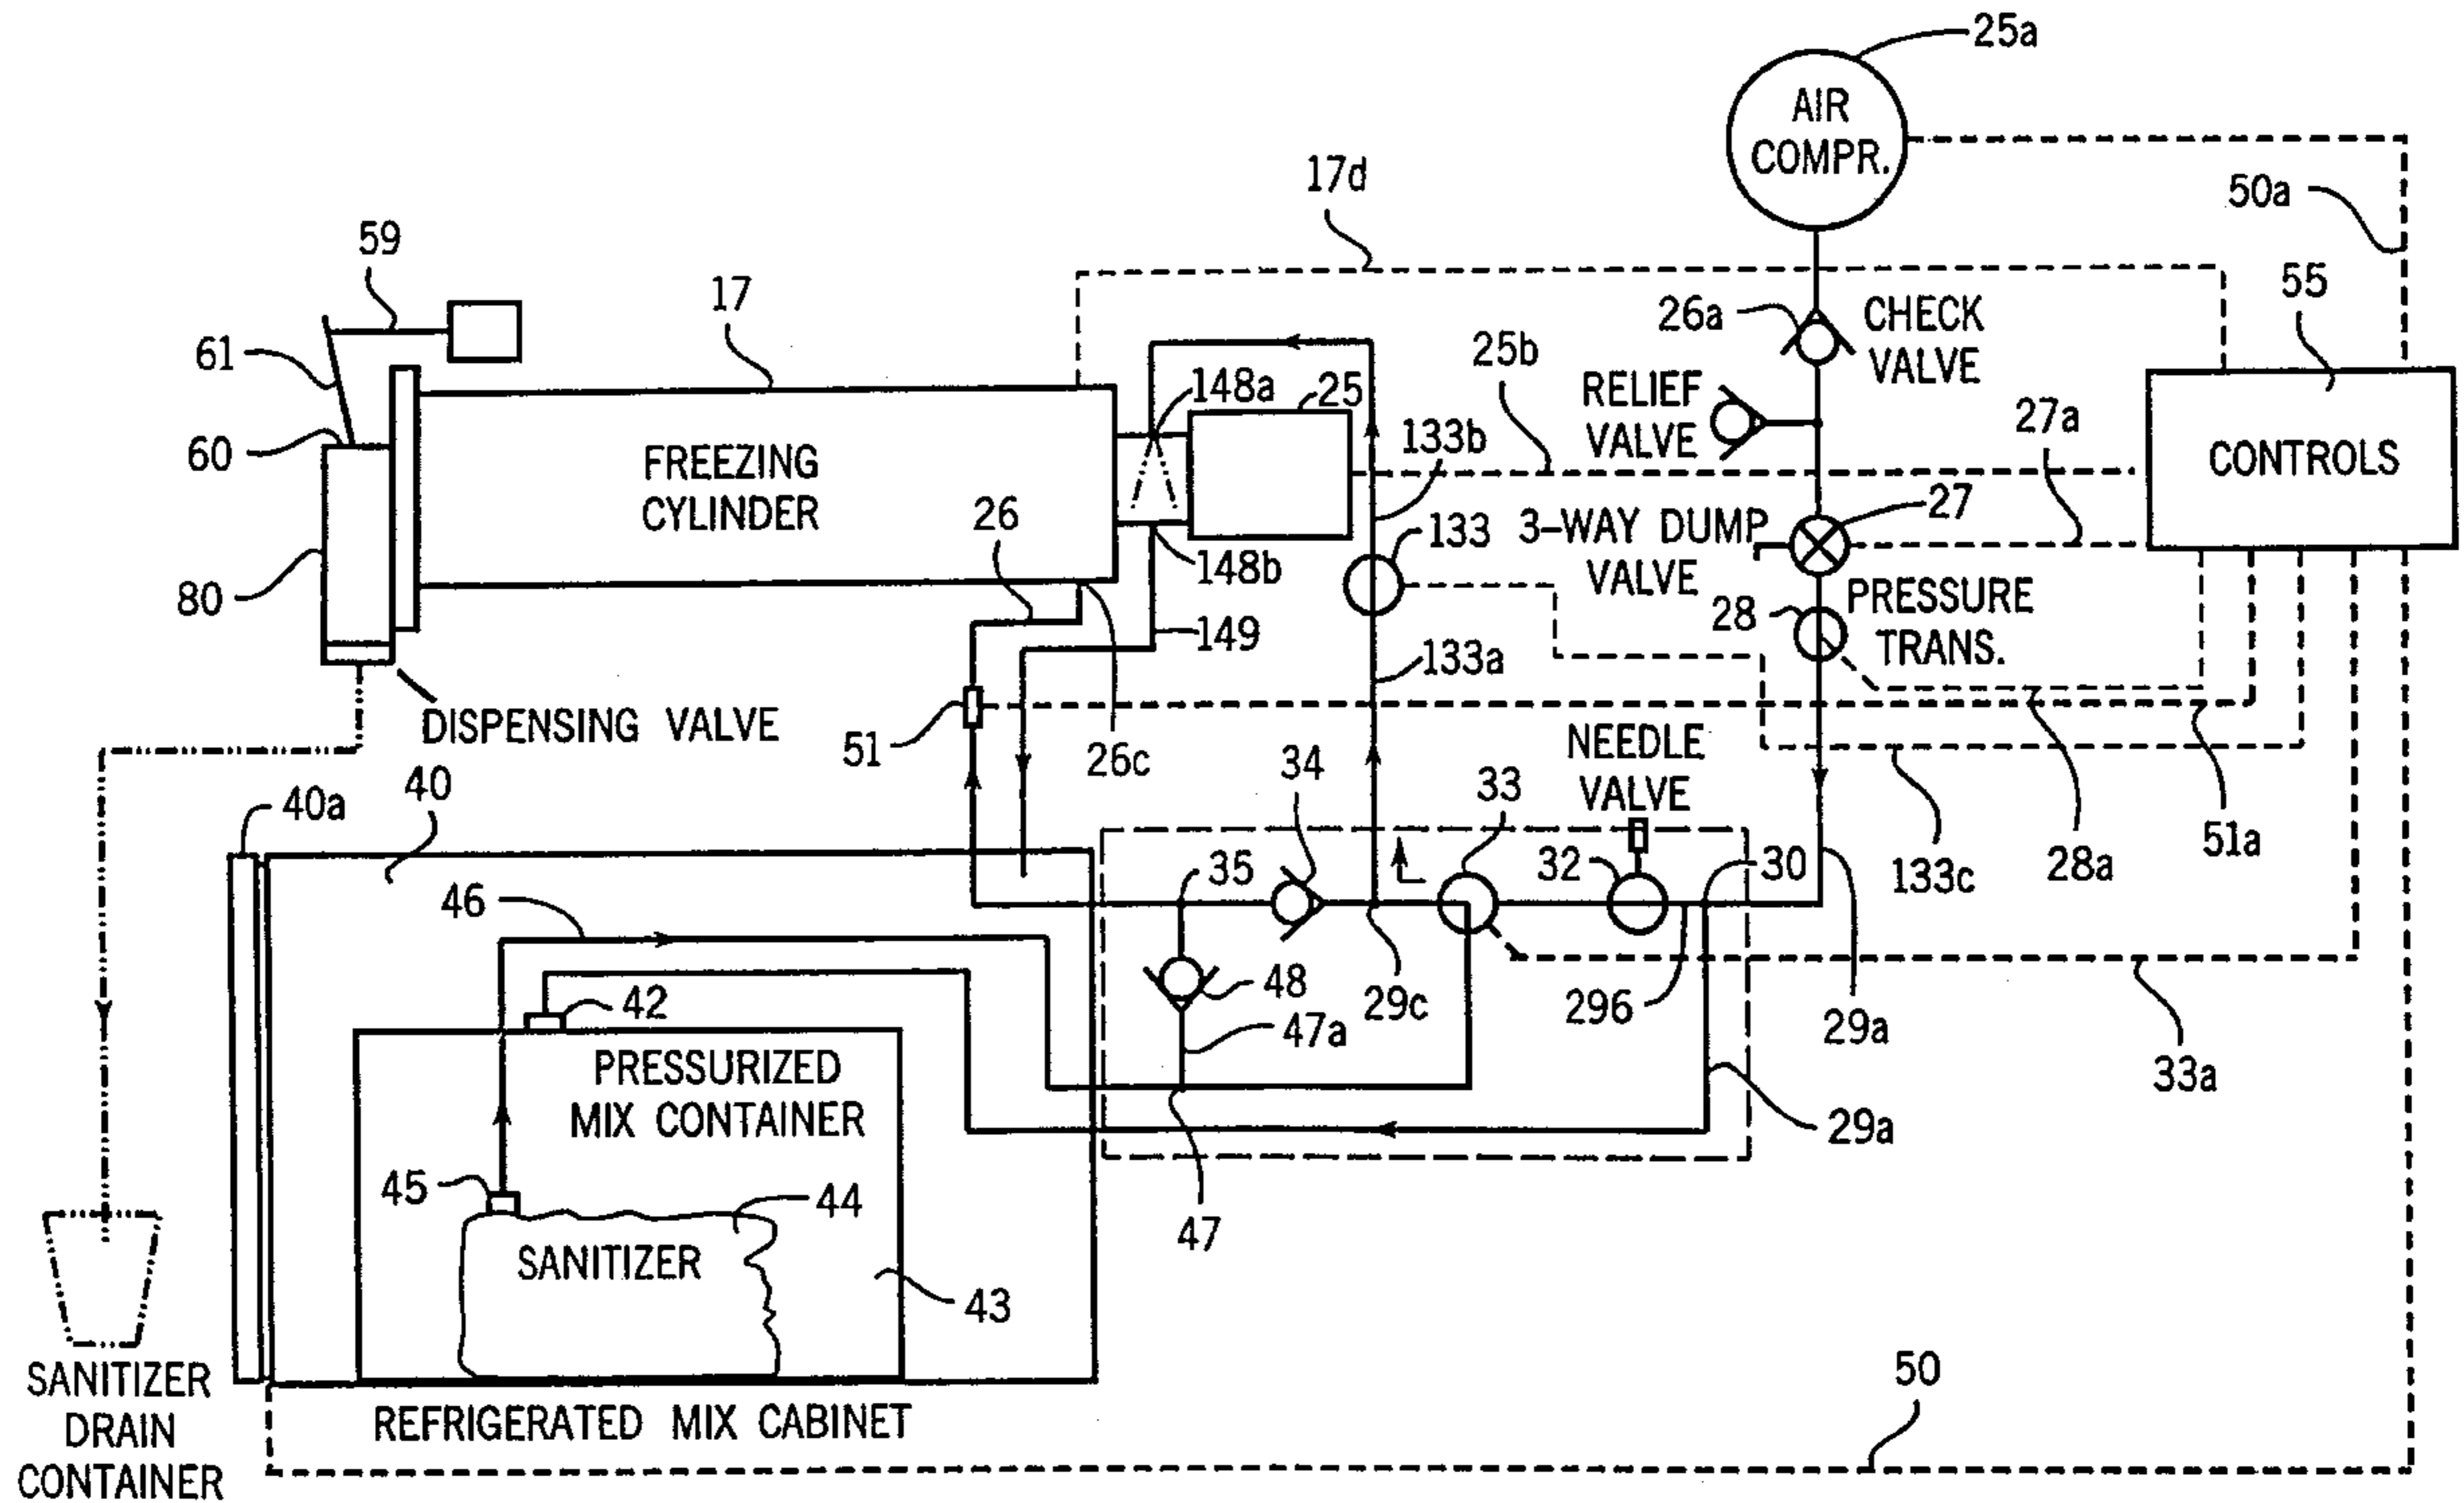 25a
AIR
COMPR.
17d
50a
59
17
26a
CHECK
VALVE
55
61
25b
RELIEF
VALVE
27a
148a
25
133b
CONTROLS
60
FREEZING
CYLINDER
26
133
3-WAY DUMP
VALVE
27
148b
80
28
PRESSURE
TRANS.
149
133a
DISPENSING VALVE
51
26c
NEEDLE
VALVE
34
33
40
40a
51a
28a
133c
35
32
30
46
42
48
29c
296
29a
47a
33a
PRESSURIZED
MIX CONTAINER
29a
45
44
47
SANITIZER
43
SANITIZER
DRAIN
CONTAINER
REFRIGERATED MIX CABINET
50